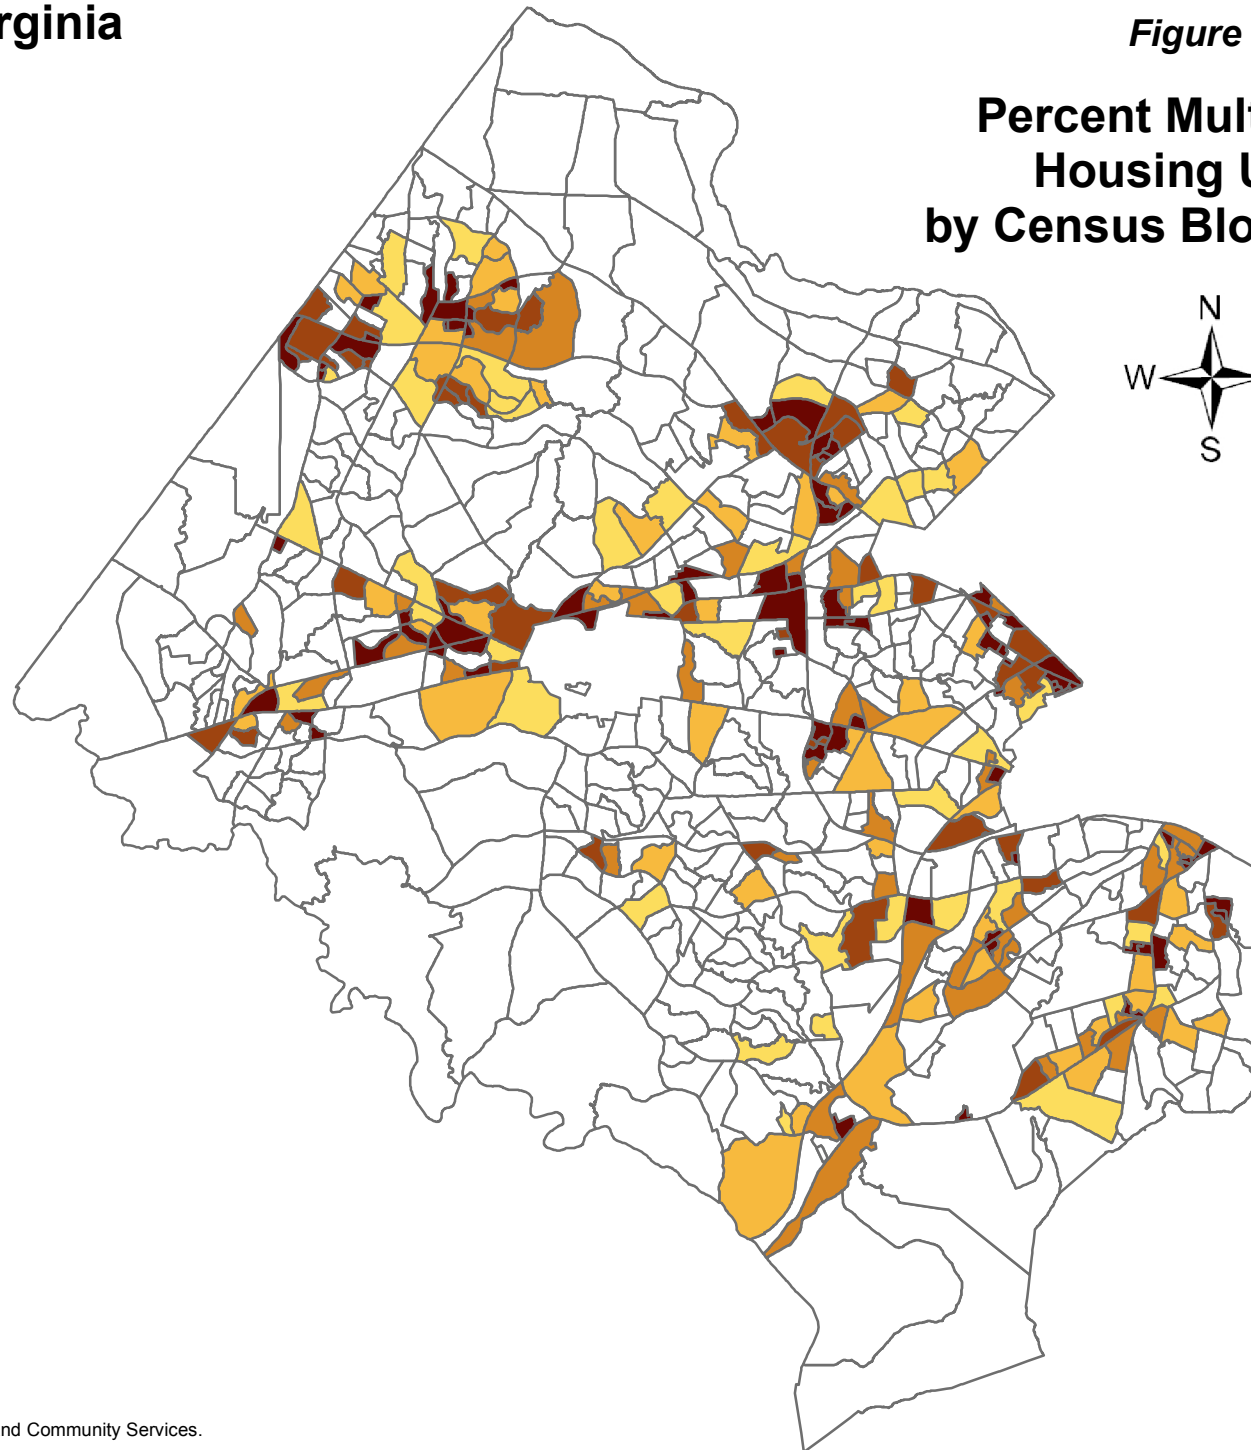 rginia
Figure
Percent Mult
Housing U
by Census Blo
N
W
S
nd Community Services.